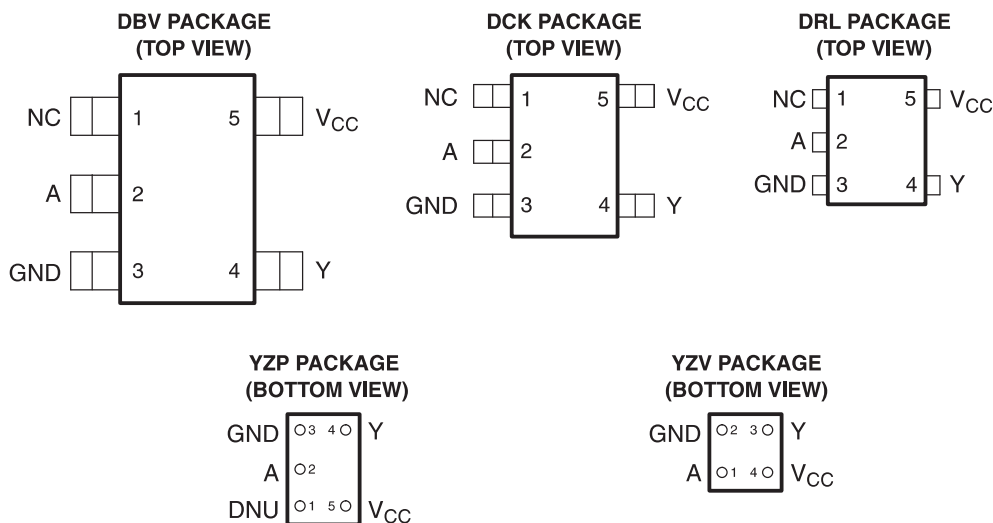 DBV PACKAGE
(TOP VIEW)
NC 1 5 VCC
A 2
GND 3 4 Y
DCK PACKAGE
(TOP VIEW)
NC 1 5 VCC
A 2
GND 3 4 Y
DRL PACKAGE
(TOP VIEW)
NC 1 5 VCC
A 2
GND 3 4 Y
YZP PACKAGE
(BOTTOM VIEW)
GND 3 4 Y
A 2
DNU 1 5 VCC
YZV PACKAGE
(BOTTOM VIEW)
GND 2 3 Y
A 1 4 VCC